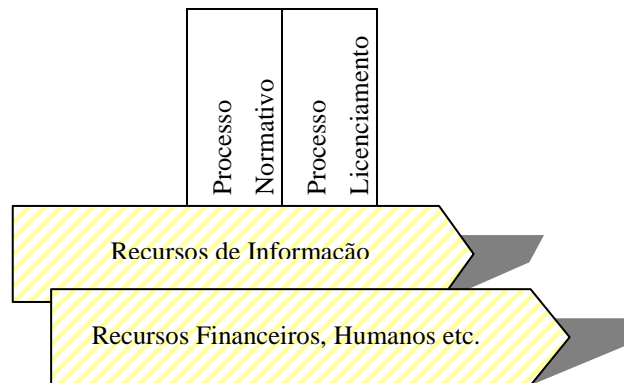 Processo
Normativo
Processo
Licenciamento
Recursos de Informação
Recursos Financeiros, Humanos etc.